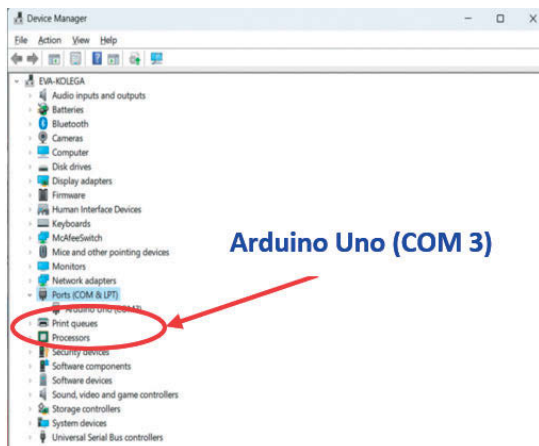 Device Manager
File Action View Help
EVA-KOLEGA
Audio inputs and outputs
Batteries
Bluetooth
Cameras
Computer
Disk drives
Display adapters
Firmware
Human Interface Devices
Keyboards
McAfeeSwitch
Mice and other pointing devices
Monitors
Network adapters
Ports (COM & LPT)
Arduino Uno (COM3)
Print queues
Processors
Security devices
Software components
Software devices
Sound, video and game controllers
Storage controllers
System devices
Universal Serial Bus controllers
Arduino Uno (COM 3)